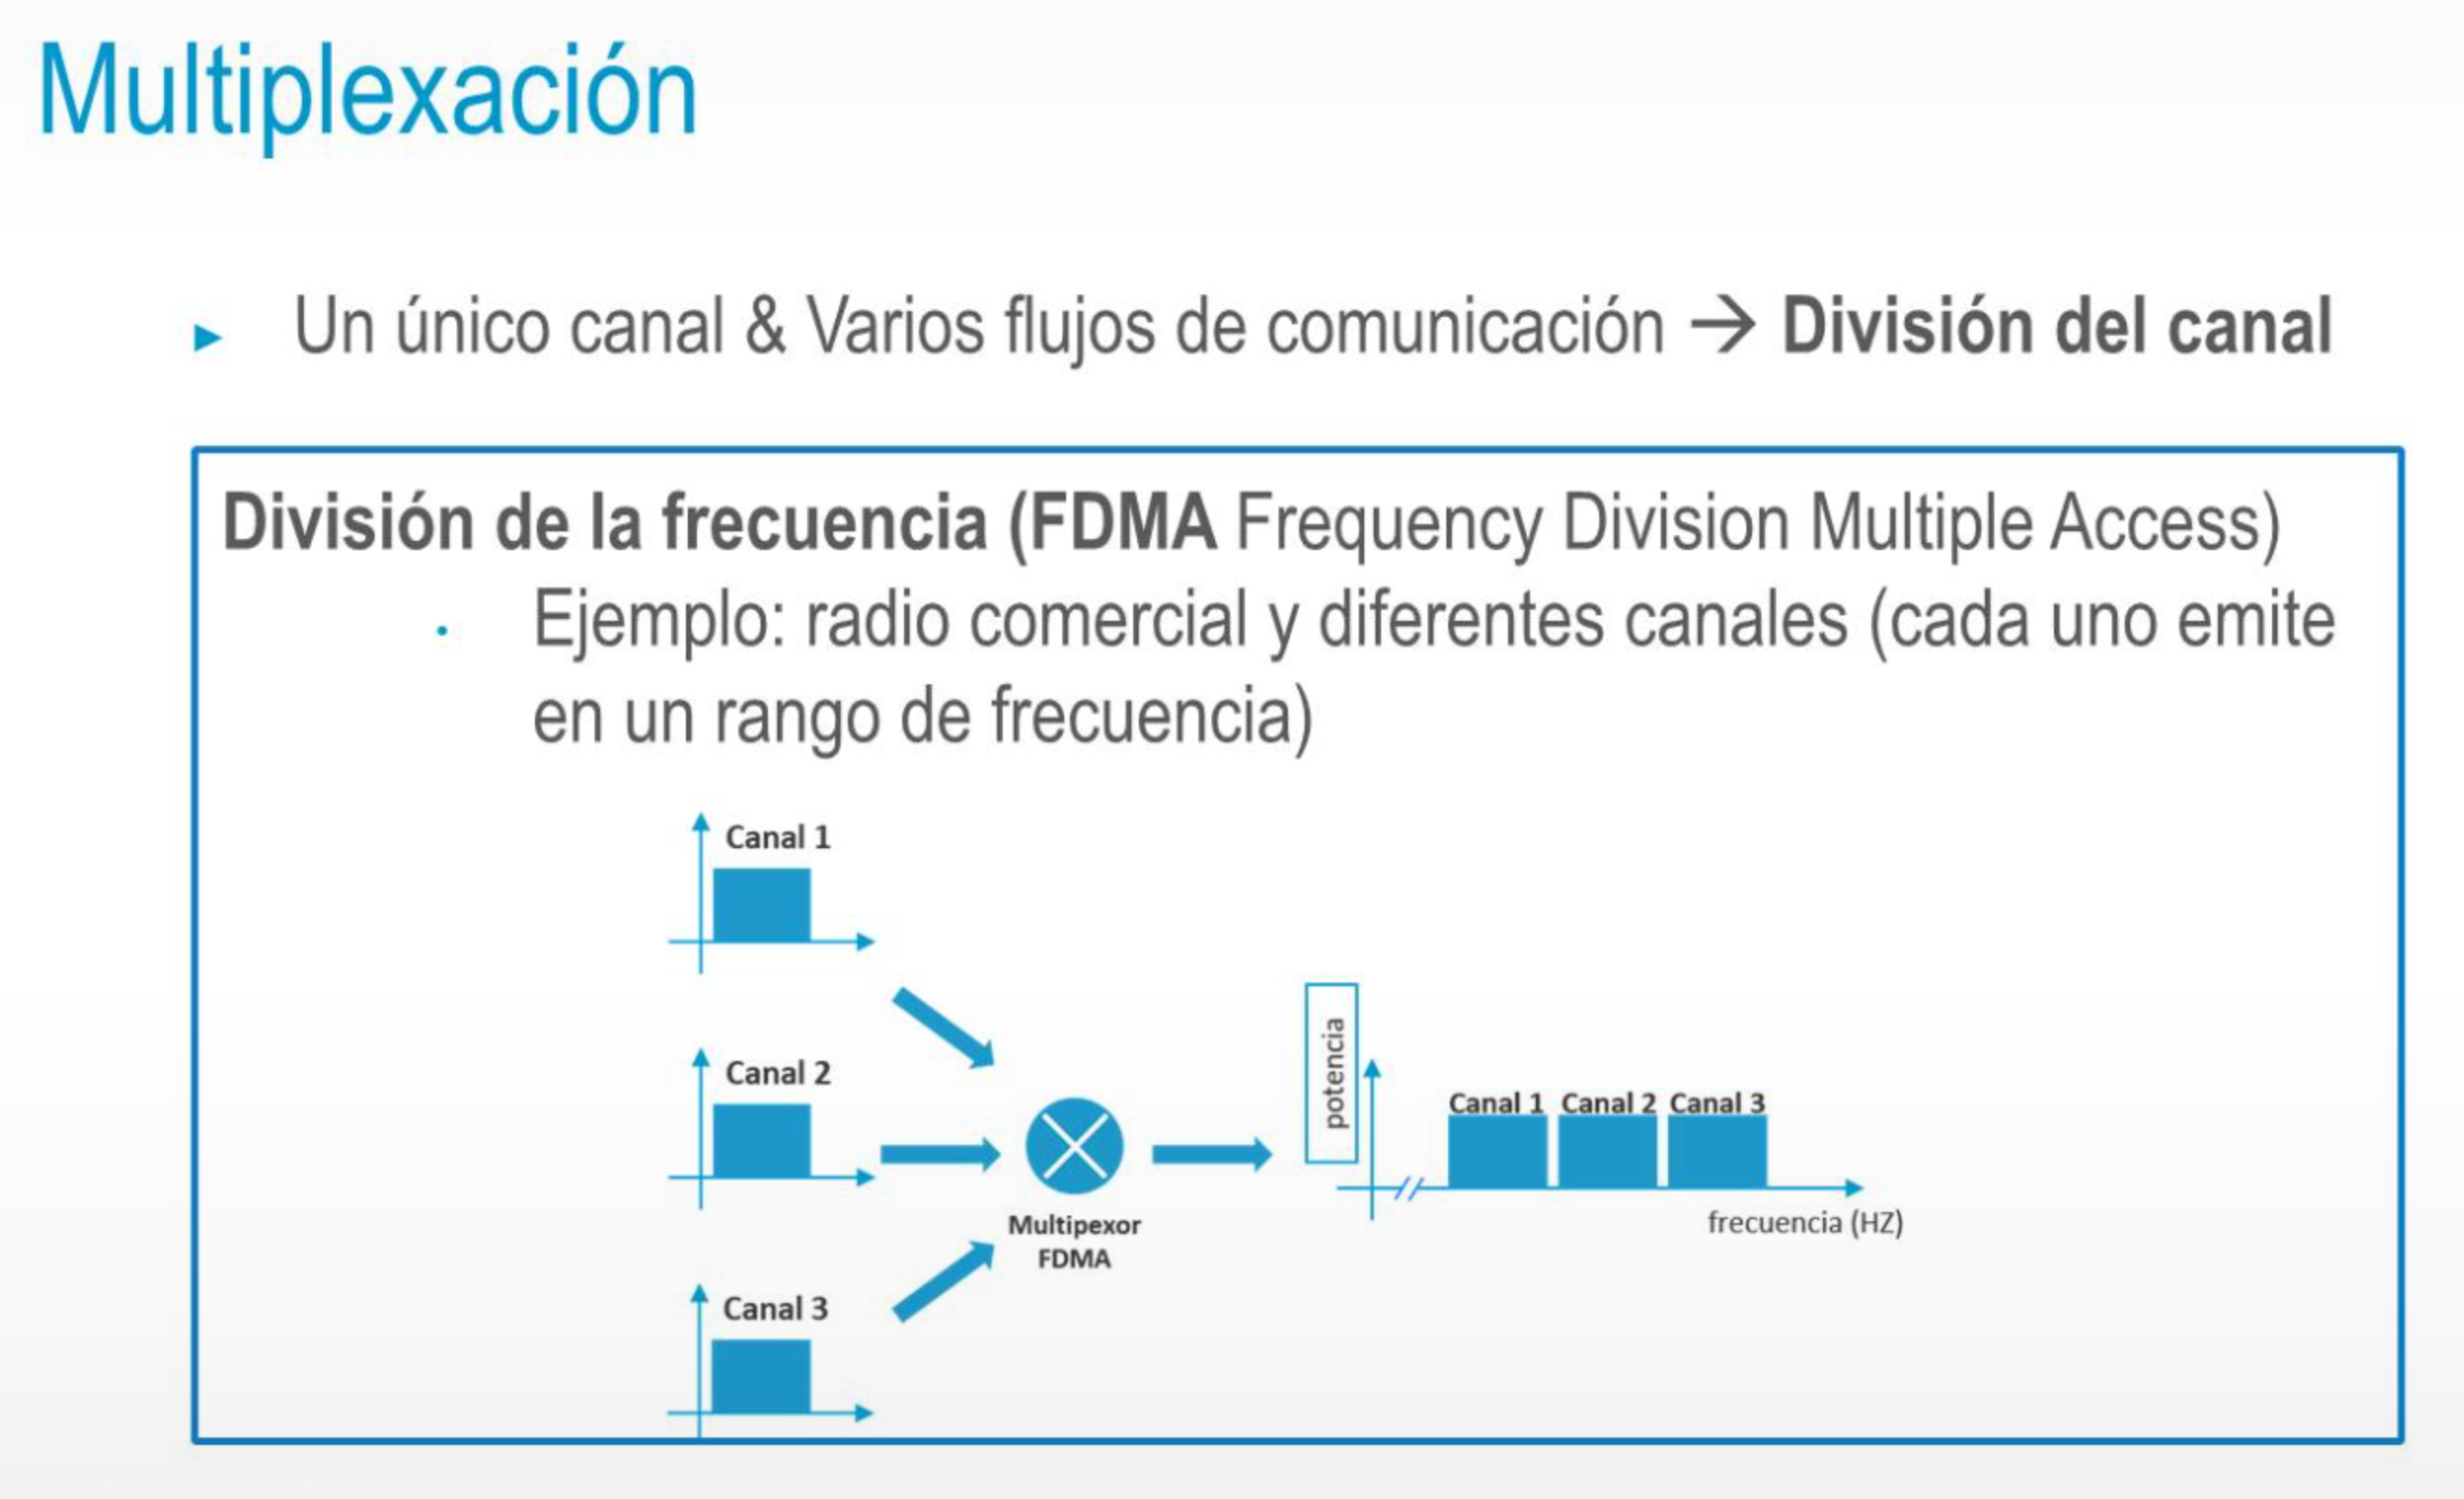 Multiplexación
► Un único canal & Varios flujos de comunicación → División del canal
División de la frecuencia (FDMA Frequency Division Multiple Access)
· Ejemplo: radio comercial y diferentes canales (cada uno emite
en un rango de frecuencia)
Canal 1
Canal 2
Canal 3
Multipexor
FDMA
potencia
Canal 1 Canal 2 Canal 3
frecuencia (HZ)